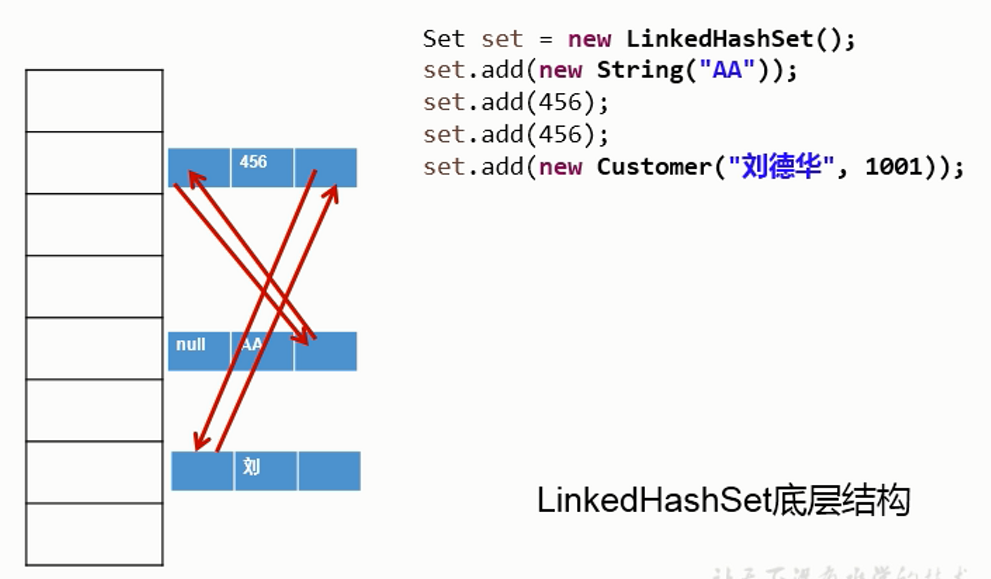 Set set = new LinkedHashSet();
set.add(new String("AA"));
set.add(456);
set.add(456);
set.add(new Customer("刘德华", 1001));
456
null AA
刘
LinkedHashSet底层结构